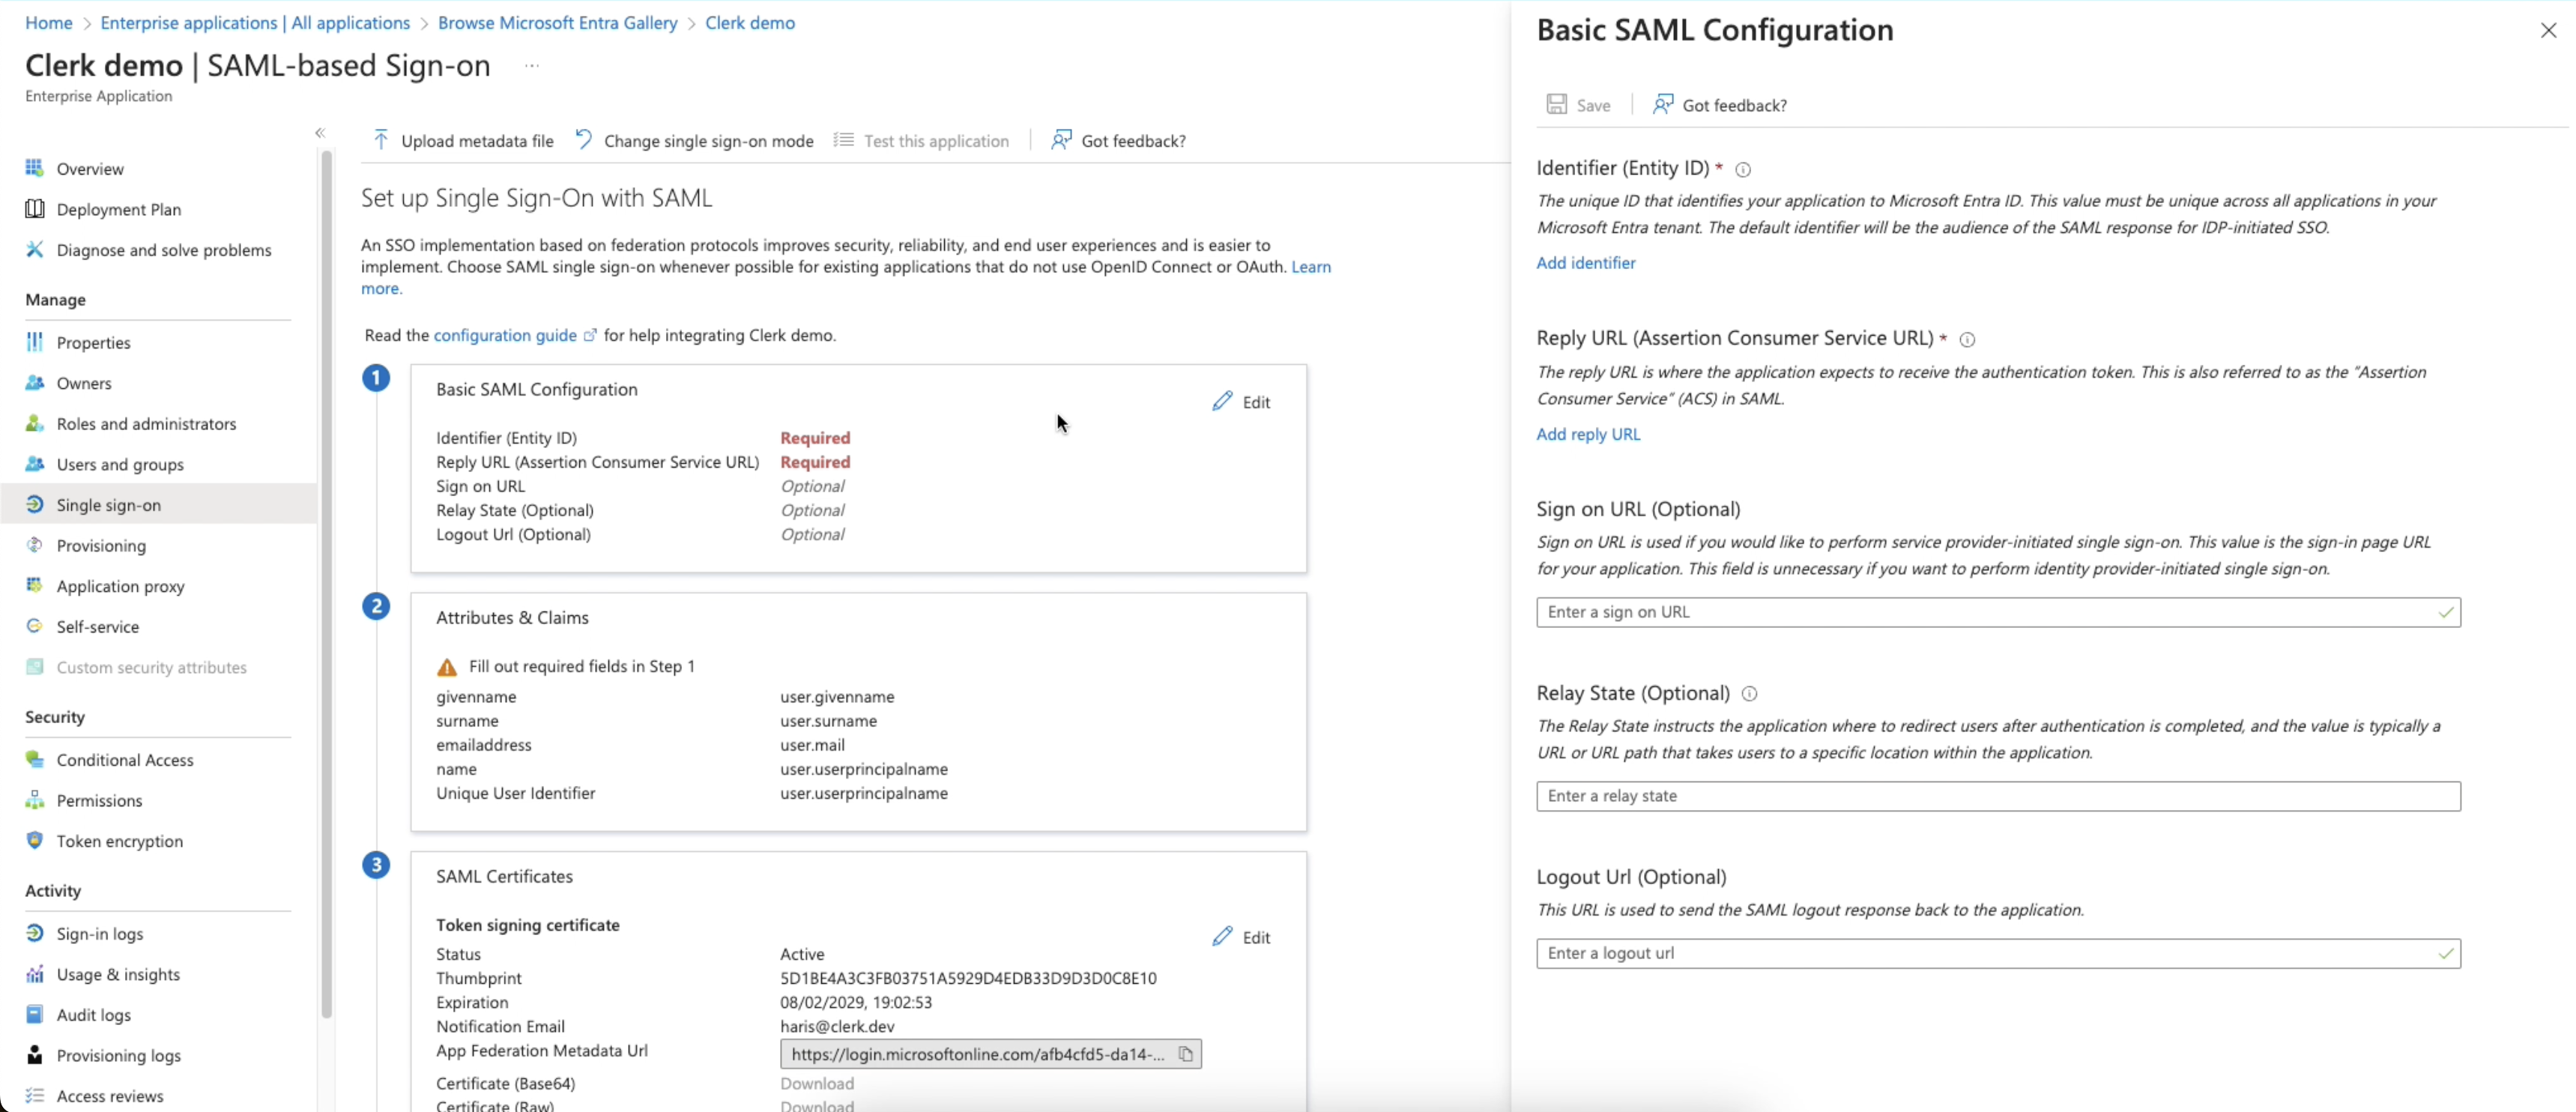 Home > Enterprise applications | All applications > Browse Microsoft Entra Gallery > Clerk demo
Clerk demo | SAML-based Sign-on ...
Enterprise Application
Overview
Deployment Plan
Diagnose and solve problems
Manage
Properties
Owners
Roles and administrators
Users and groups
Single sign-on
Provisioning
Application proxy
Self-service
Custom security attributes
Security
Conditional Access
Permissions
Token encryption
Activity
Sign-in logs
Usage & insights
Audit logs
Provisioning logs
Access reviews
Upload metadata file Change single sign-on mode Test this application | Got feedback?
Set up Single Sign-On with SAML
An SSO implementation based on federation protocols improves security, reliability, and end user experiences and is easier to
implement. Choose SAML single sign-on whenever possible for existing applications that do not use OpenID Connect or OAuth. Learn
more.
Read the configuration guide for help integrating Clerk demo.
1
Basic SAML Configuration
Edit
Identifier (Entity ID) Required
Reply URL (Assertion Consumer Service URL) Required
Sign on URL Optional
Relay State (Optional) Optional
Logout Url (Optional) Optional
2
Attributes & Claims
Fill out required fields in Step 1
givenname user.givenname
surname user.surname
emailaddress user.mail
name user.userprincipalname
Unique User Identifier user.userprincipalname
3
SAML Certificates
Token signing certificate
Edit
Status Active
Thumbprint 5D1BE4A3C3FB03751A5929D4EDB33D9D3D0C8E10
Expiration 08/02/2029, 19:02:53
Notification Email haris@clerk.dev
App Federation Metadata Url https://login.microsoftonline.com/afb4cfd5-da14-...
Certificate (Base64) Download
Certificate (Raw) Download
Basic SAML Configuration
Save | Got feedback?
Identifier (Entity ID) *
The unique ID that identifies your application to Microsoft Entra ID. This value must be unique across all applications in your
Microsoft Entra tenant. The default identifier will be the audience of the SAML response for IDP-initiated SSO.
Add identifier
Reply URL (Assertion Consumer Service URL) *
The reply URL is where the application expects to receive the authentication token. This is also referred to as the "Assertion
Consumer Service" (ACS) in SAML.
Add reply URL
Sign on URL (Optional)
Sign on URL is used if you would like to perform service provider-initiated single sign-on. This value is the sign-in page URL
for your application. This field is unnecessary if you want to perform identity provider-initiated single sign-on.
Enter a sign on URL
Relay State (Optional)
The Relay State instructs the application where to redirect users after authentication is completed, and the value is typically a
URL or URL path that takes users to a specific location within the application.
Enter a relay state
Logout Url (Optional)
This URL is used to send the SAML logout response back to the application.
Enter a logout url